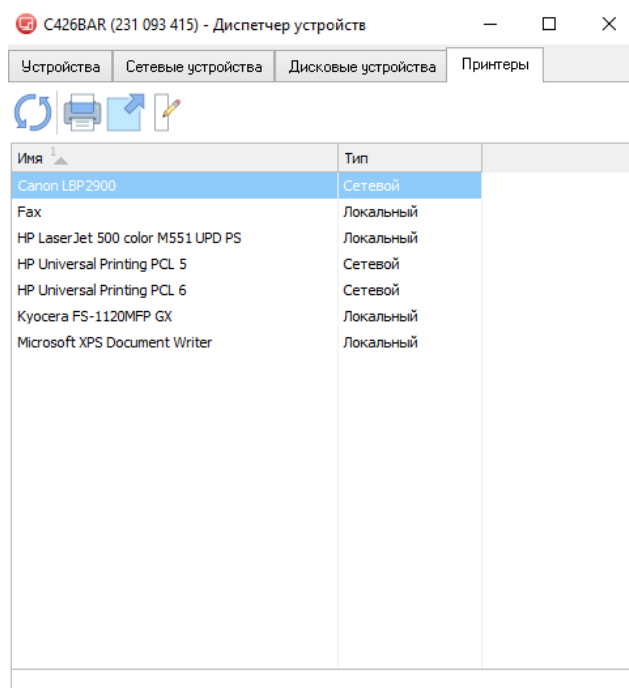 C426BAR (231 093 415) - Диспетчер устройств
Устройства Сетевые устройства Дисковые устройства Принтеры
Имя 1 Тип
Canon LBP2900 Сетевой
Fax Локальный
HP LaserJet 500 color M551 UPD PS Локальный
HP Universal Printing PCL 5 Сетевой
HP Universal Printing PCL 6 Сетевой
Kyocera FS-1120MFP GX Локальный
Microsoft XPS Document Writer Локальный